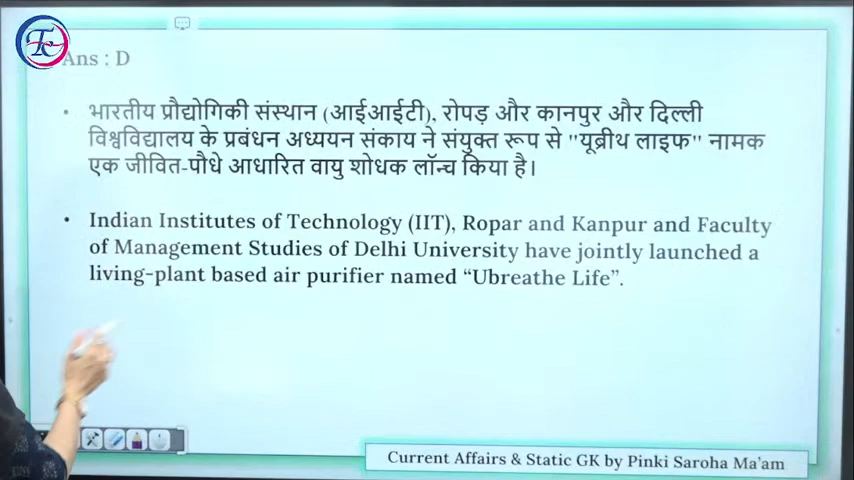 Tc
Ans : D
• भारतीय प्रौद्योगिकी संस्थान (आईआईटी), रोपड़ और कानपुर और दिल्ली
विश्वविद्यालय के प्रबंधन अध्ययन संकाय ने संयुक्त रूप से "यूब्रीथ लाइफ" नामक
एक जीवित-पौधे आधारित वायु शोधक लॉन्च किया है।
• Indian Institutes of Technology (IIT), Ropar and Kanpur and Faculty
of Management Studies of Delhi University have jointly launched a
living-plant based air purifier named “Ubreathe Life”.
Current Affairs & Static GK by Pinki Saroha Ma'am